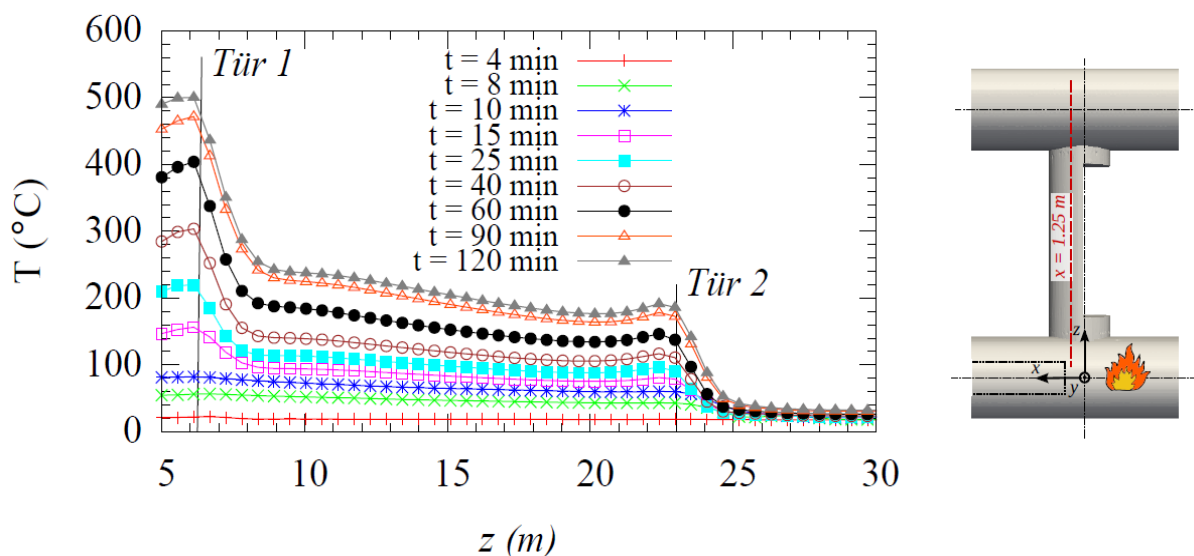 600
500
400
300
200
100
0
T (°C)
Tür 1
t = 4 min
t = 8 min
t = 10 min
t = 15 min
t = 25 min
t = 40 min
t = 60 min
t = 90 min
t = 120 min
Tür 2
5 10 15 20 25 30
z (m)
x = 1.25 m
z
x
y